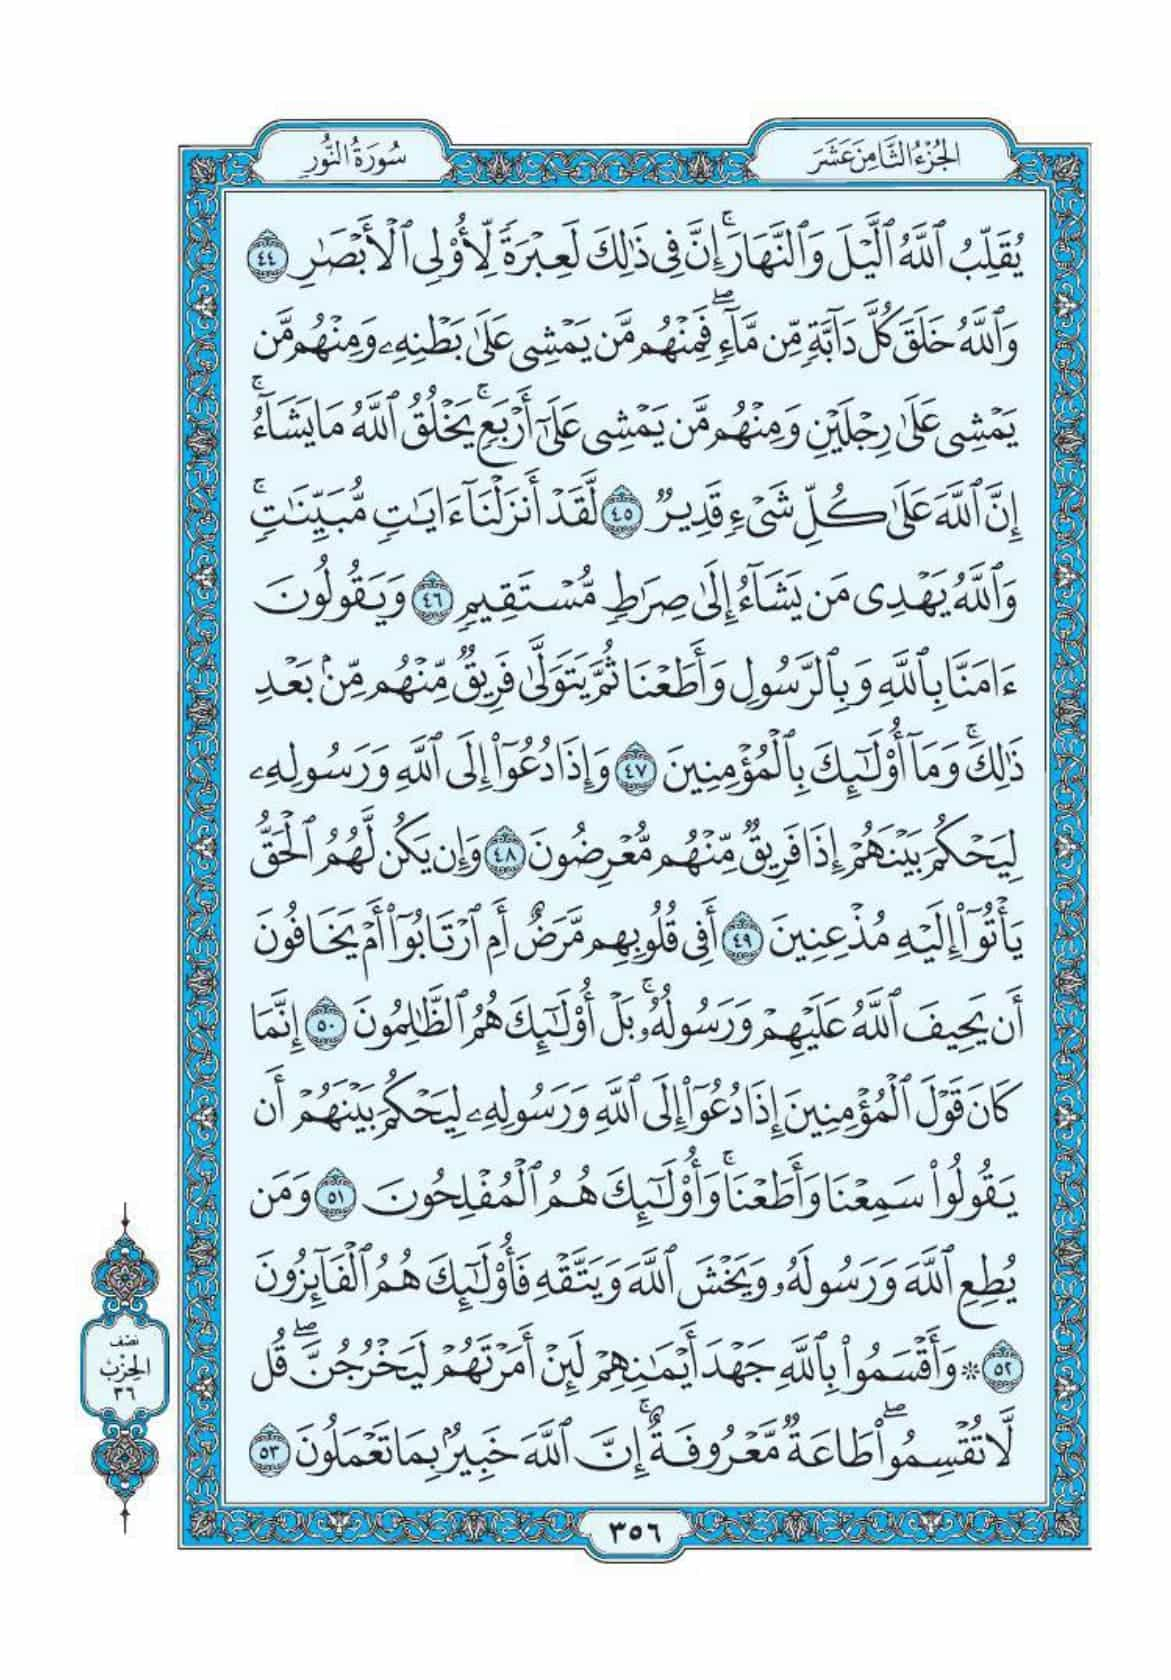 الجُزْءُ الثَّامِنَ عَشَرَ
سُورَةُ النُّورِ
يُقَلِّبُ ٱللَّهُ ٱلَّيْلَ وَٱلنَّهَارَۚ إِنَّ فِى ذَٰلِكَ لَعِبْرَةً لِّأُو۟لِى ٱلْأَبْصَـٰرِ ٤٤
وَٱللَّهُ خَلَقَ كُلَّ دَآبَّةٍ مِّن مَّآءٍۖ فَمِنْهُم مَّن يَمْشِى عَلَىٰ بَطْنِهِۦ وَمِنْهُم مَّن
يَمْشِى عَلَىٰ رِجْلَيْنِ وَمِنْهُم مَّن يَمْشِى عَلَىٰٓ أَرْبَعٍۚ يَخْلُقُ ٱللَّهُ مَا يَشَآءُۚ
إِنَّ ٱللَّهَ عَلَىٰ كُلِّ شَىْءٍ قَدِيرٌ ٤٥ لَّقَدْ أَنزَلْنَآ ءَايَـٰتٍ مُّبَيِّنَـٰتٍۚ
وَٱللَّهُ يَهْدِى مَن يَشَآءُ إِلَىٰ صِرَٰطٍ مُّسْتَقِيمٍ ٤٦ وَيَقُولُونَ
ءَامَنَّا بِٱللَّهِ وَبِٱلرَّسُولِ وَأَطَعْنَا ثُمَّ يَتَوَلَّىٰ فَرِيقٌ مِّنْهُم مِّنۢ بَعْدِ
ذَٰلِكَۚ وَمَآ أُو۟لَـٰٓئِكَ بِٱلْمُؤْمِنِينَ ٤٧ وَإِذَا دُعُوٓا۟ إِلَى ٱللَّهِ وَرَسُولِهِۦ
لِيَحْكُمَ بَيْنَهُمْ إِذَا فَرِيقٌ مِّنْهُم مُّعْرِضُونَ ٤٨ وَإِن يَكُن لَّهُمُ ٱلْحَقُّ
يَأْتُوٓا۟ إِلَيْهِ مُذْعِنِينَ ٤٩ أَفِى قُلُوبِهِم مَّرَضٌ أَمِ ٱرْتَابُوٓا۟ أَمْ يَخَافُونَ
أَن يَحِيفَ ٱللَّهُ عَلَيْهِمْ وَرَسُولُهُۥۚ بَلْ أُو۟لَـٰٓئِكَ هُمُ ٱلظَّـٰلِمُونَ ٥٠ إِنَّمَا
كَانَ قَوْلَ ٱلْمُؤْمِنِينَ إِذَا دُعُوٓا۟ إِلَى ٱللَّهِ وَرَسُولِهِۦ لِيَحْكُمَ بَيْنَهُمْ أَن
يَقُولُوا۟ سَمِعْنَا وَأَطَعْنَاۚ وَأُو۟لَـٰٓئِكَ هُمُ ٱلْمُفْلِحُونَ ٥١ وَمَن
يُطِعِ ٱللَّهَ وَرَسُولَهُۥ وَيَخْشَ ٱللَّهَ وَيَتَّقْهِ فَأُو۟لَـٰٓئِكَ هُمُ ٱلْفَآئِزُونَ
٥٢ ۞ وَأَقْسَمُوا۟ بِٱللَّهِ جَهْدَ أَيْمَـٰنِهِمْ لَئِنْ أَمَرْتَهُمْ لَيَخْرُجُنَّۖ قُل
لَّا تُقْسِمُوا۟ۖ طَاعَةٌ مَّعْرُوفَةٌۚ إِنَّ ٱللَّهَ خَبِيرٌۢ بِمَا تَعْمَلُونَ ٥٣
نصف
الحِزْب
٣٦
٣٥٦